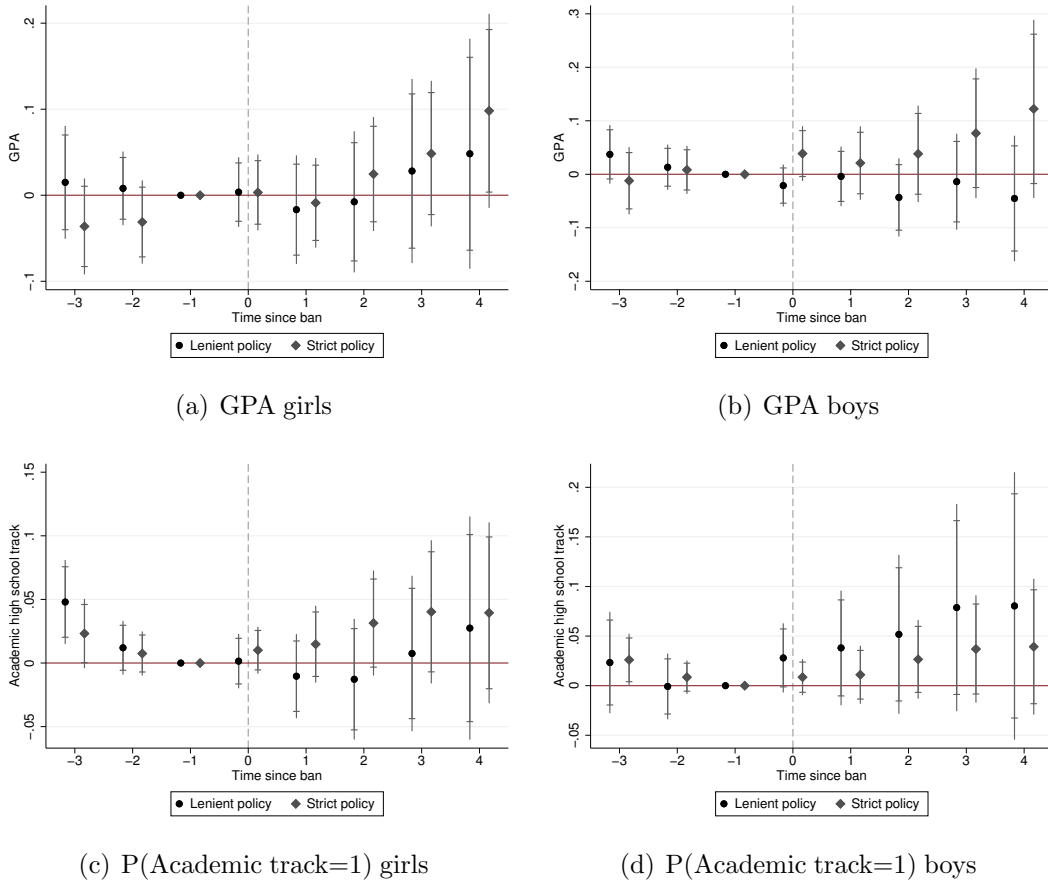 GPA
.2
.1
0
-.1
-3 -2 -1 0 1 2 3 4
Time since ban
Lenient policy Strict policy
(a) GPA girls
GPA
.3
.2
.1
0
-.1
-.2
-3 -2 -1 0 1 2 3 4
Time since ban
Lenient policy Strict policy
(b) GPA boys
Academic high school track
.15
.1
.05
0
-.05
-3 -2 -1 0 1 2 3 4
Time since ban
Lenient policy Strict policy
(c) P(Academic track=1) girls
Academic high school track
.2
.15
.1
.05
0
-.05
-3 -2 -1 0 1 2 3 4
Time since ban
Lenient policy Strict policy
(d) P(Academic track=1) boys